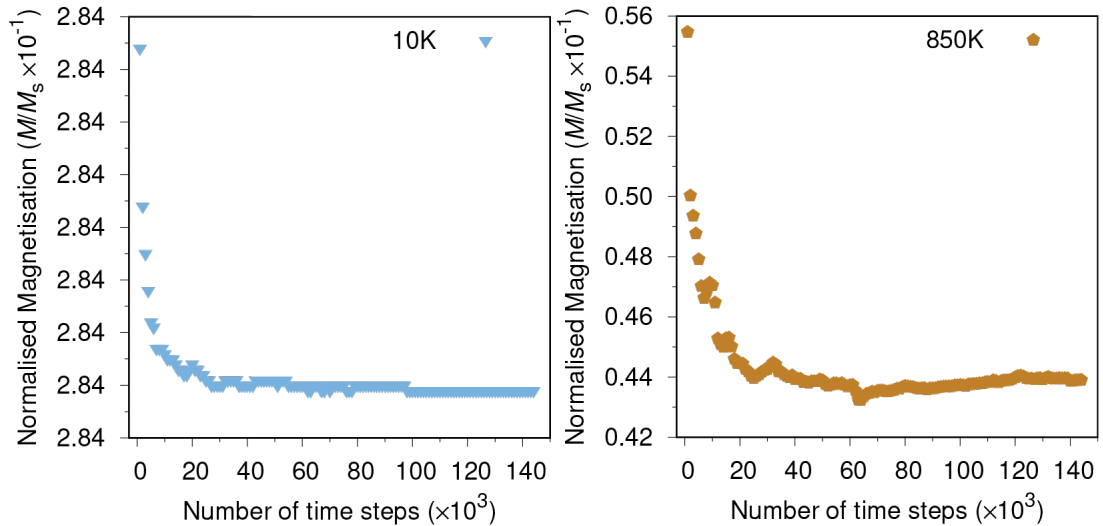 Normalised Magnetisation (M/Ms ×10⁻¹)
2.84
2.84
2.84
2.84
2.84
2.84
2.84
2.84
2.84
10K
0 20 40 60 80 100 120 140
Number of time steps (×10³)
Normalised Magnetisation (M/Ms ×10⁻¹)
0.56
0.54
0.52
0.50
0.48
0.46
0.44
0.42
850K
0 20 40 60 80 100 120 140
Number of time steps (×10³)